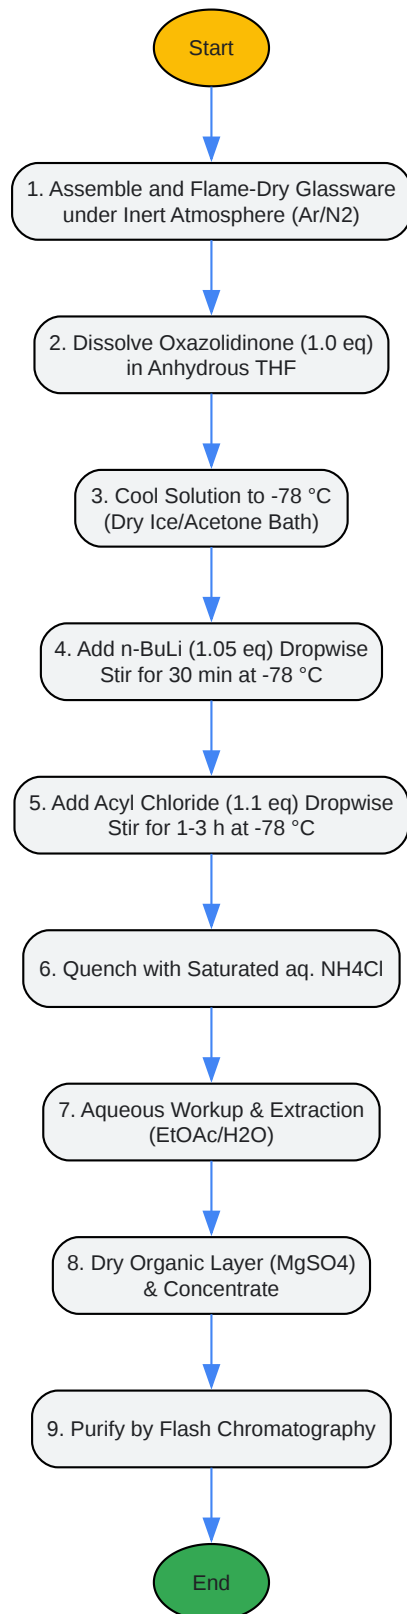 Start
1. Assemble and Flame-Dry Glassware
under Inert Atmosphere (Ar/N2)
2. Dissolve Oxazolidinone (1.0 eq)
in Anhydrous THF
3. Cool Solution to -78 °C
(Dry Ice/Acetone Bath)
4. Add n-BuLi (1.05 eq) Dropwise
Stir for 30 min at -78 °C
5. Add Acyl Chloride (1.1 eq) Dropwise
Stir for 1-3 h at -78 °C
6. Quench with Saturated aq. NH4Cl
7. Aqueous Workup & Extraction
(EtOAc/H2O)
8. Dry Organic Layer (MgSO4)
& Concentrate
9. Purify by Flash Chromatography
End